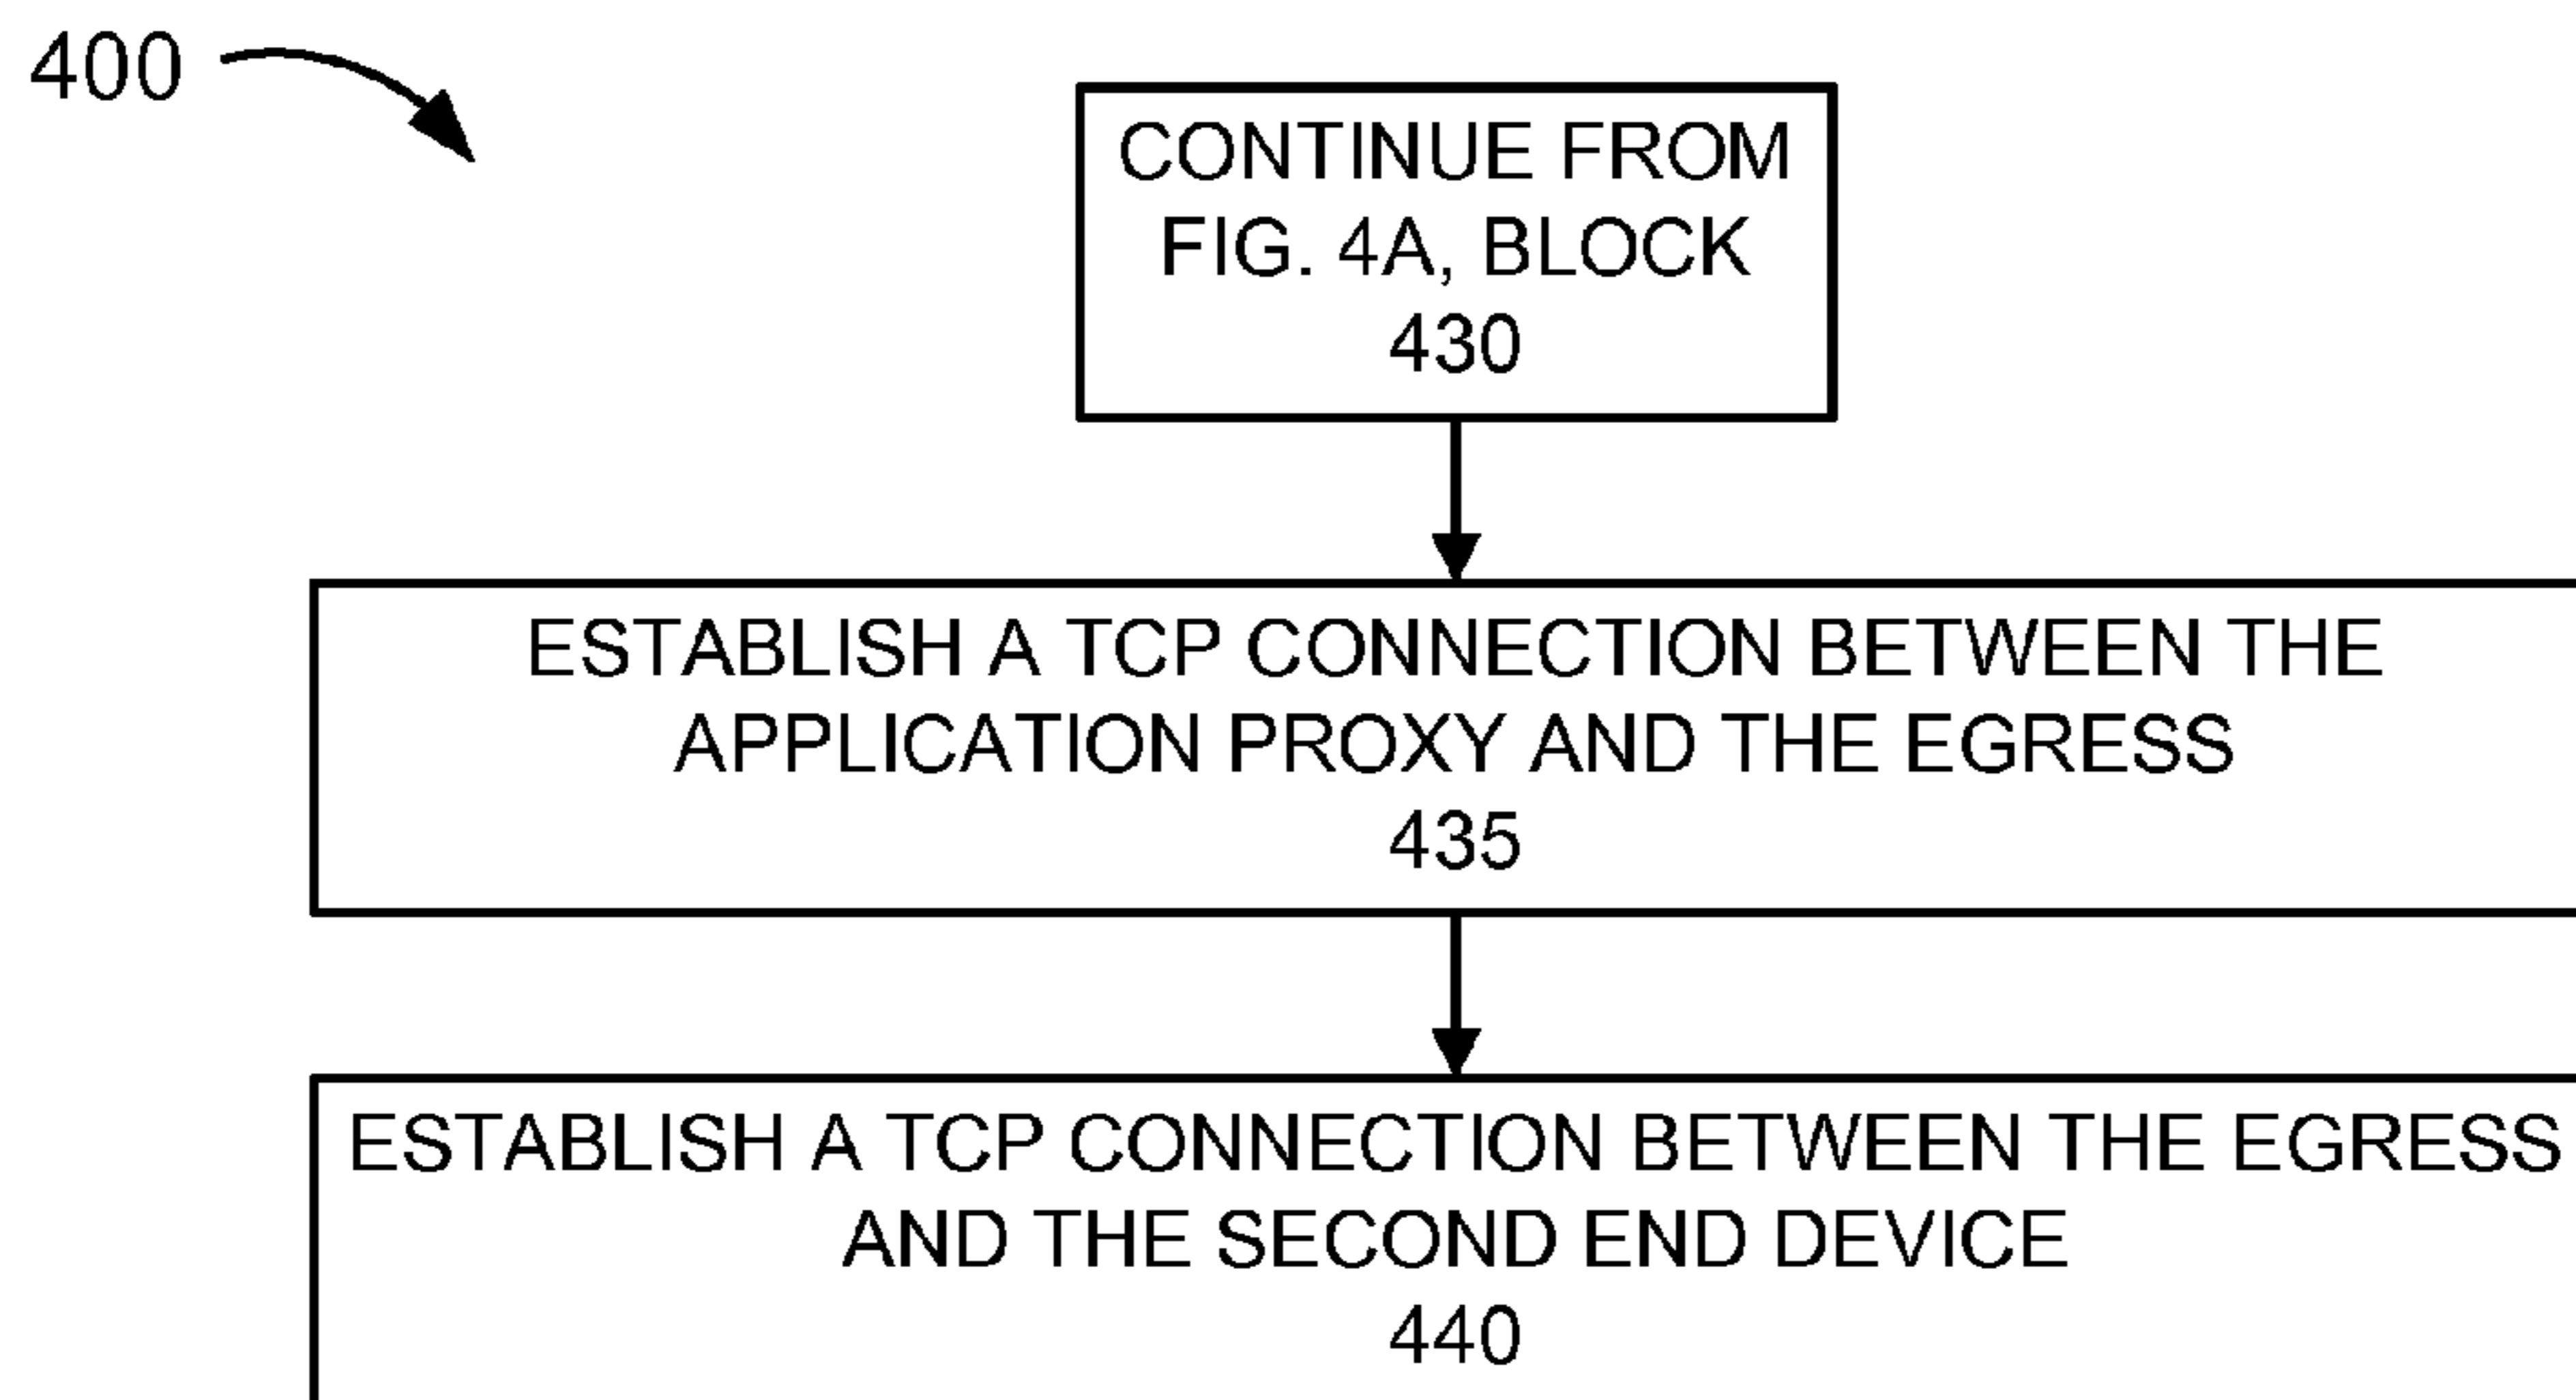 400
CONTINUE FROM
FIG. 4A, BLOCK
430
ESTABLISH A TCP CONNECTION BETWEEN THE
APPLICATION PROXY AND THE EGRESS
435
ESTABLISH A TCP CONNECTION BETWEEN THE EGRESS
AND THE SECOND END DEVICE
440